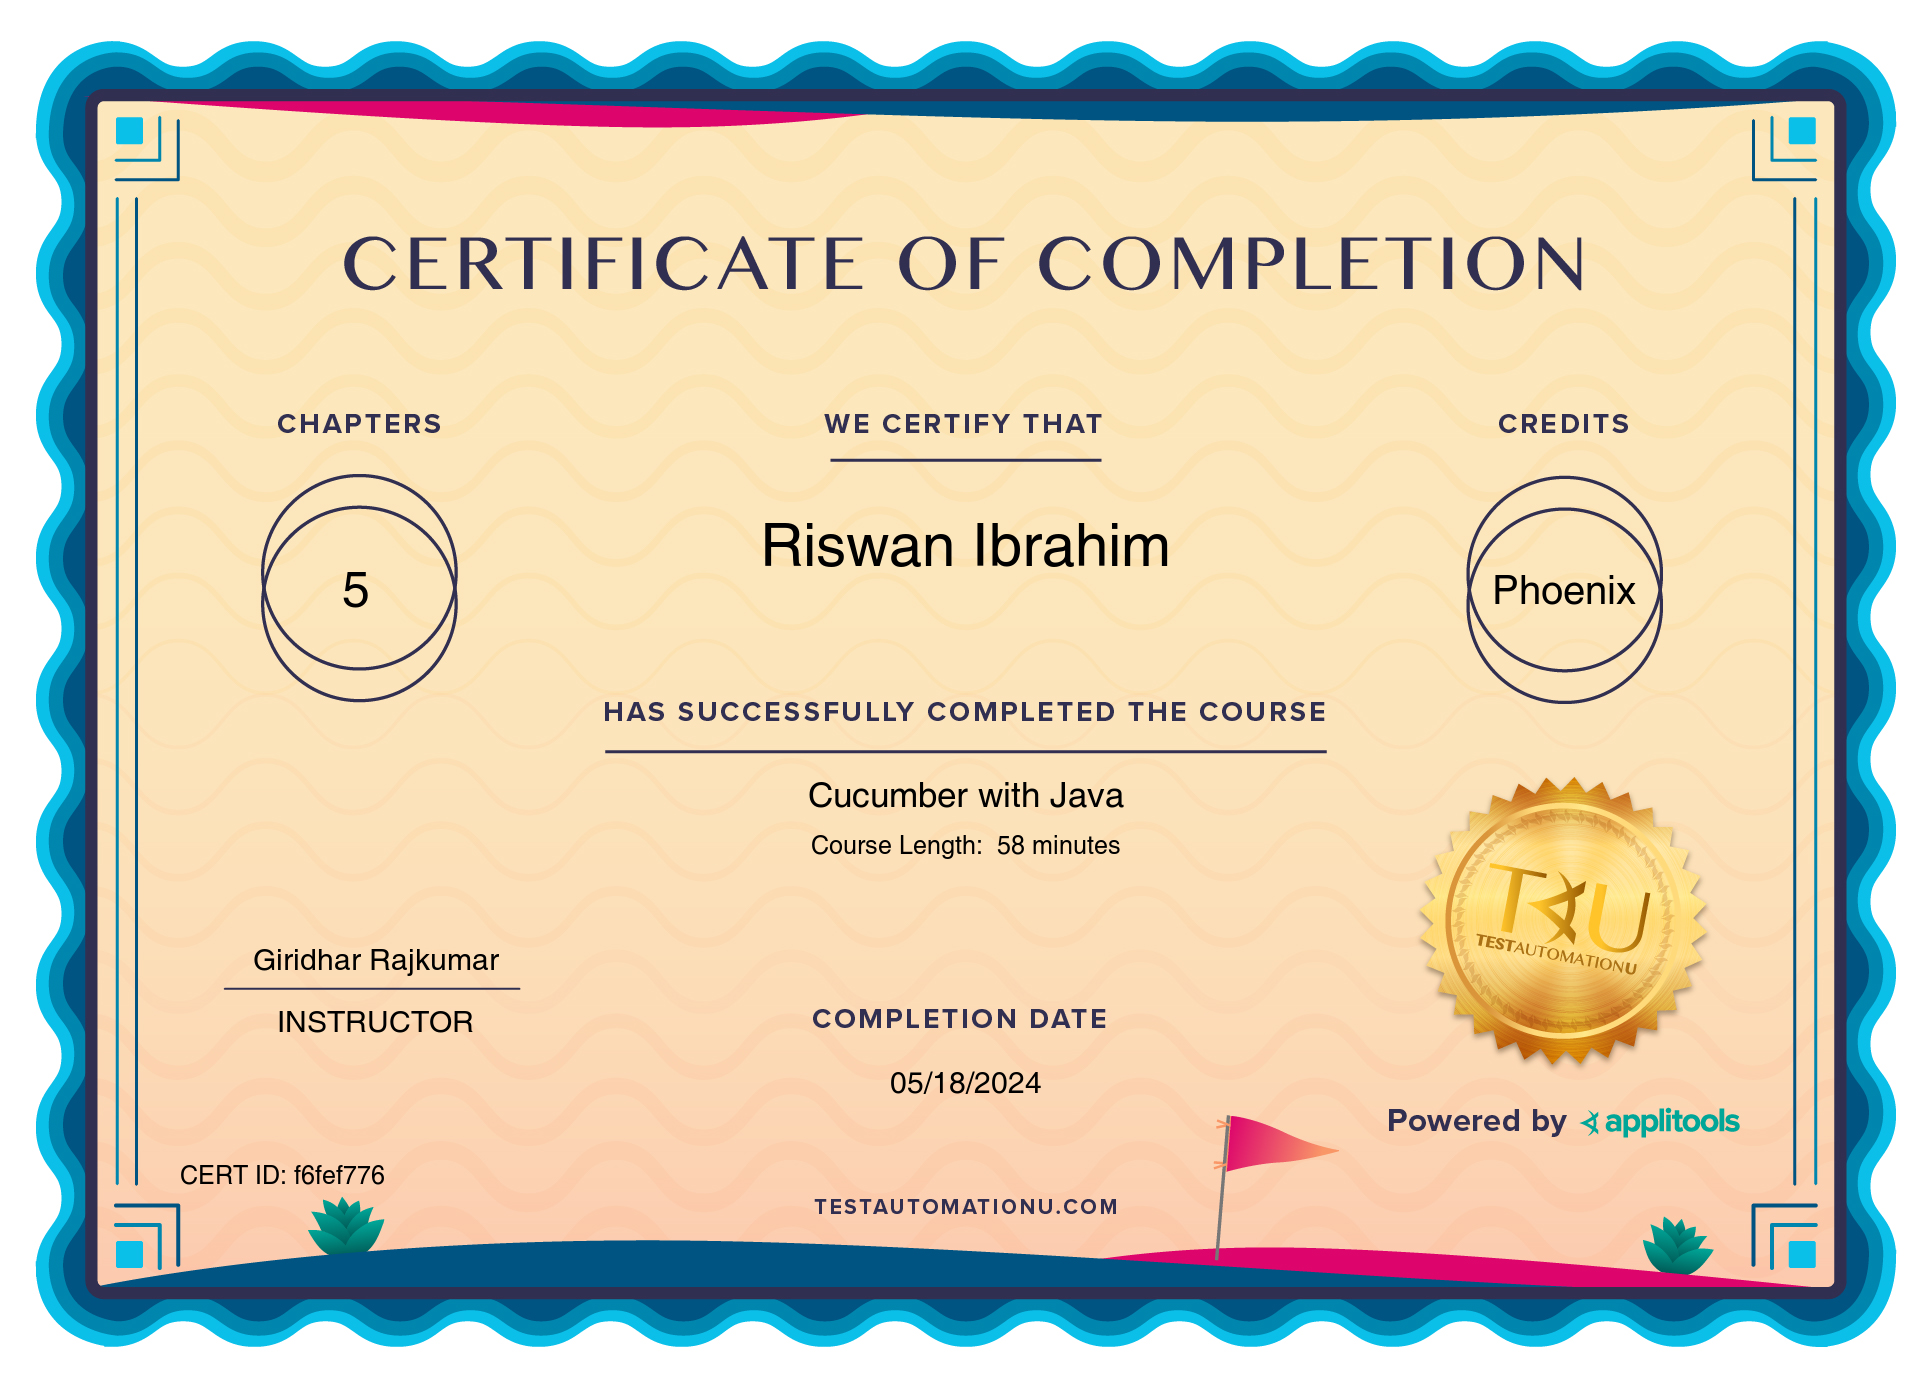 CERTIFICATE OF COMPLETION
CHAPTERS
5
WE CERTIFY THAT
Riswan Ibrahim
CREDITS
Phoenix
HAS SUCCESSFULLY COMPLETED THE COURSE
Cucumber with Java
Course Length: 58 minutes
Giridhar Rajkumar
INSTRUCTOR
COMPLETION DATE
05/18/2024
TAU
TESTAUTOMATIONU
Powered by applitools
CERT ID: f6fef776
TESTAUTOMATIONU.COM